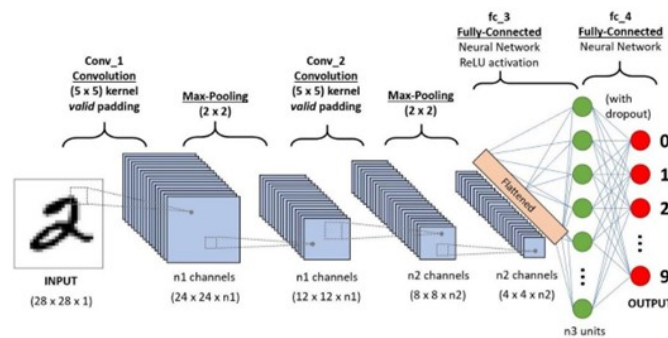 fc_3
Fully-Connected
Neural Network
ReLU activation
fc_4
Fully-Connected
Neural Network
Conv_1
Convolution
(5 x 5) kernel
valid padding
Max-Pooling
(2 x 2)
Conv_2
Convolution
(5 x 5) kernel
valid padding
Max-Pooling
(2 x 2)
(with
dropout)
Flattened
0
1
2
9
INPUT
(28 x 28 x 1)
n1 channels
(24 x 24 x n1)
n1 channels
(12 x 12 x n1)
n2 channels
(8 x 8 x n2)
n2 channels
(4 x 4 x n2)
OUTPUT
n3 units
2